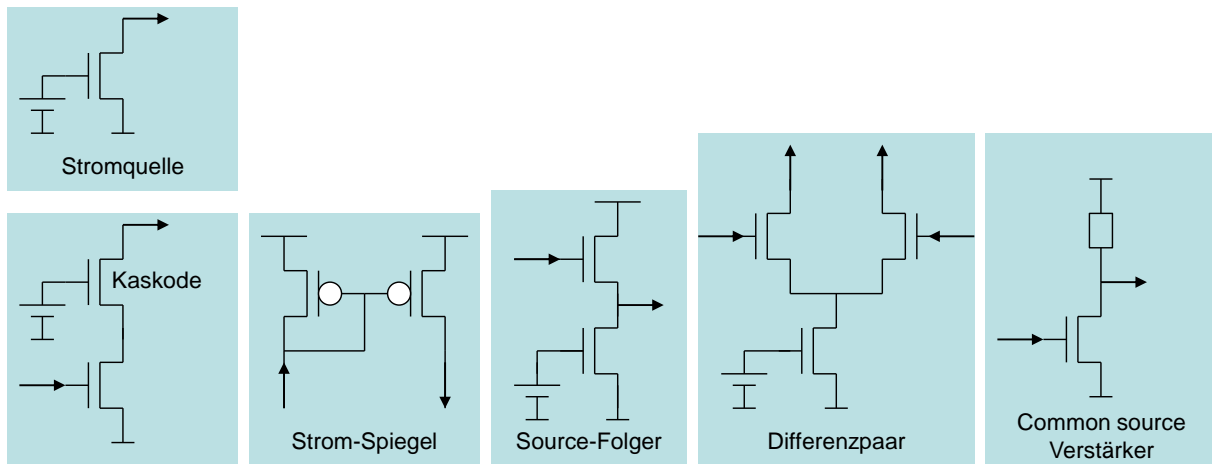 Stromquelle
Kaskode
Strom-Spiegel
Source-Folger
Differenzpaar
Common source
Verstärker